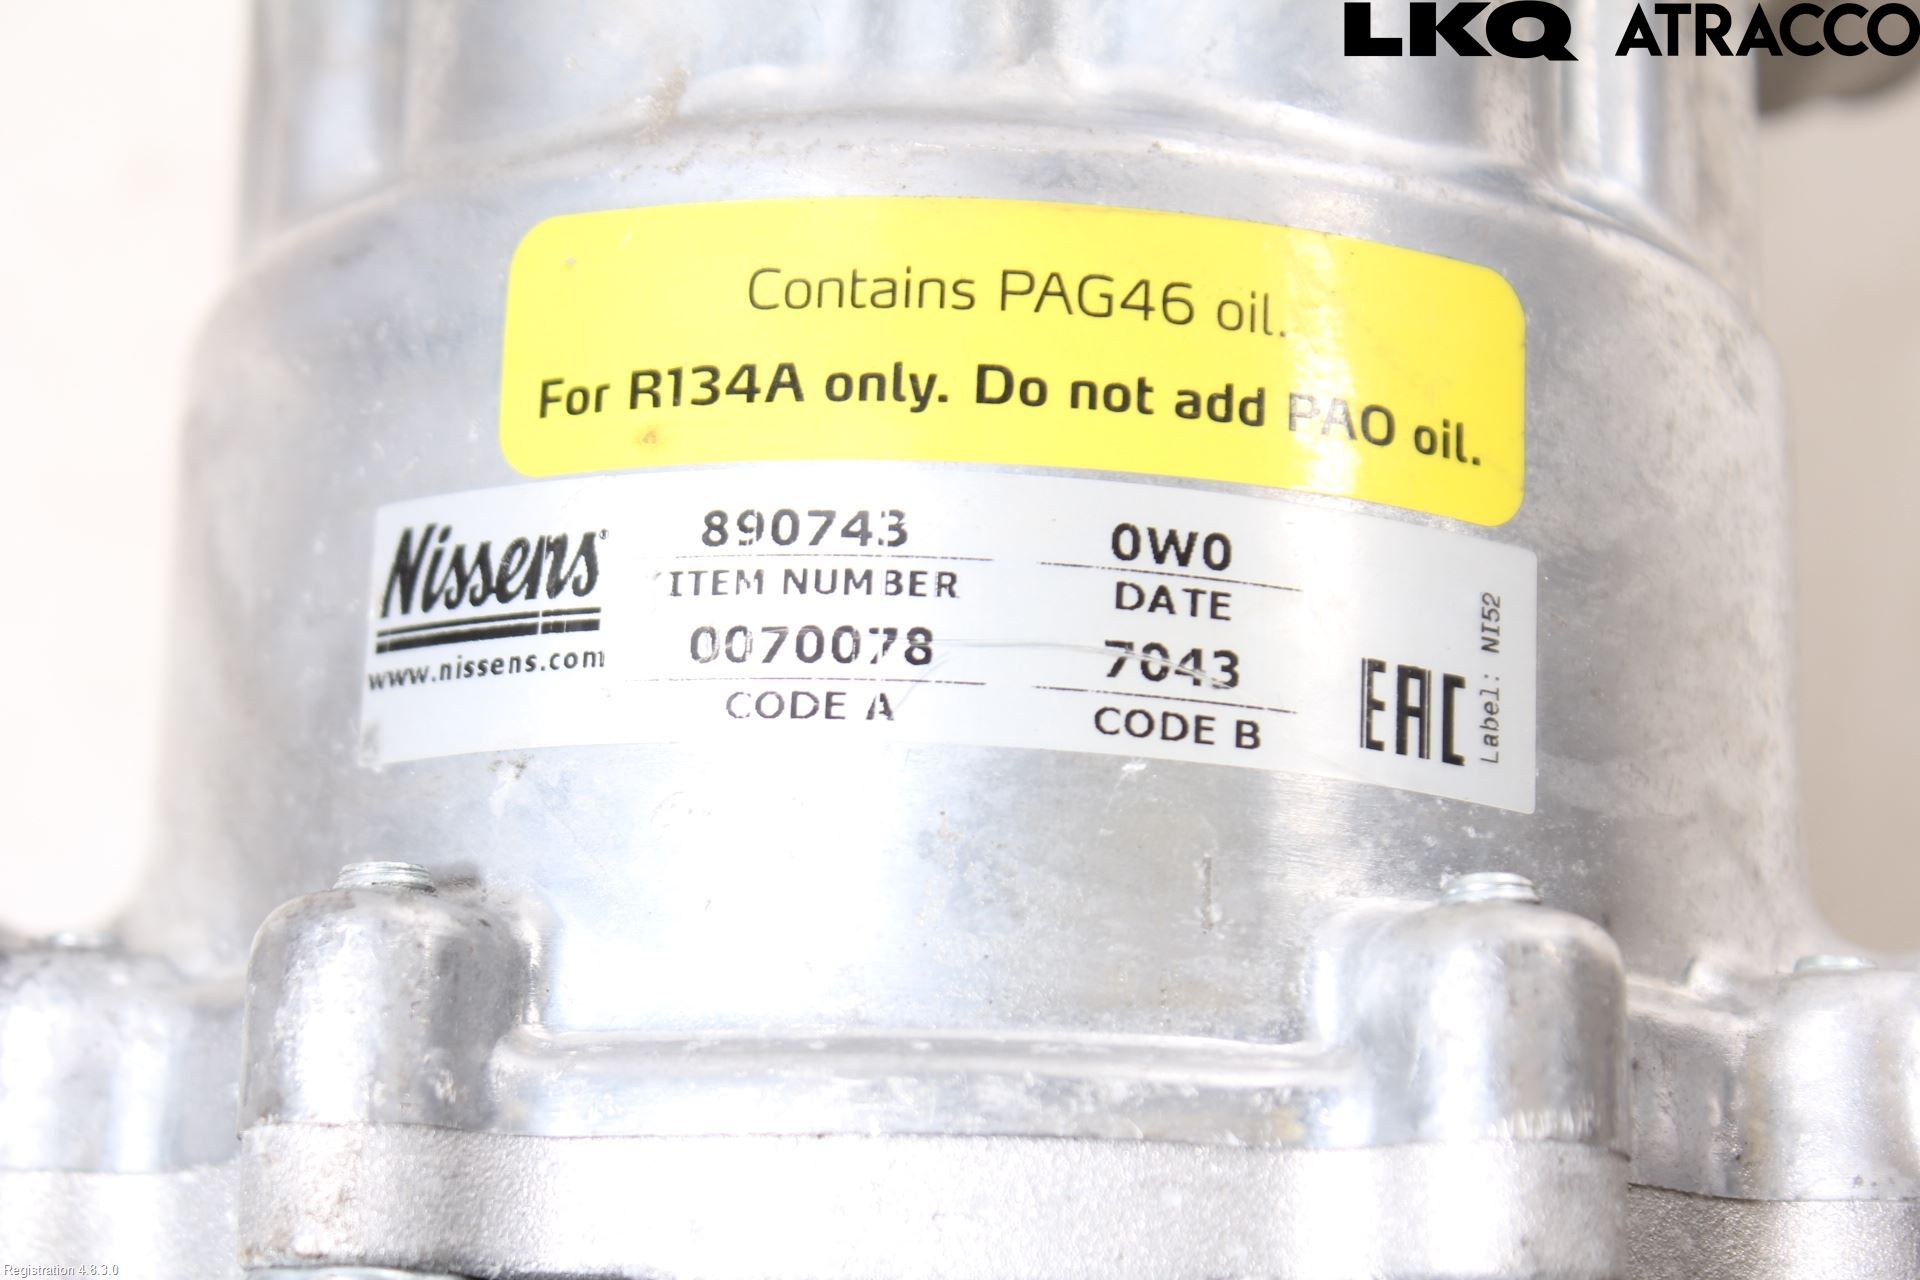 LKQ ATRACCO
Contains PAG46 oil.
For R134A only. Do not add PAO oil.
Nissens®
www.nissens.com
890743
ITEM NUMBER
0070078
CODE A
0W0
DATE
7043
CODE B
EAC
Label: NI52
Registration 4.8.3.0